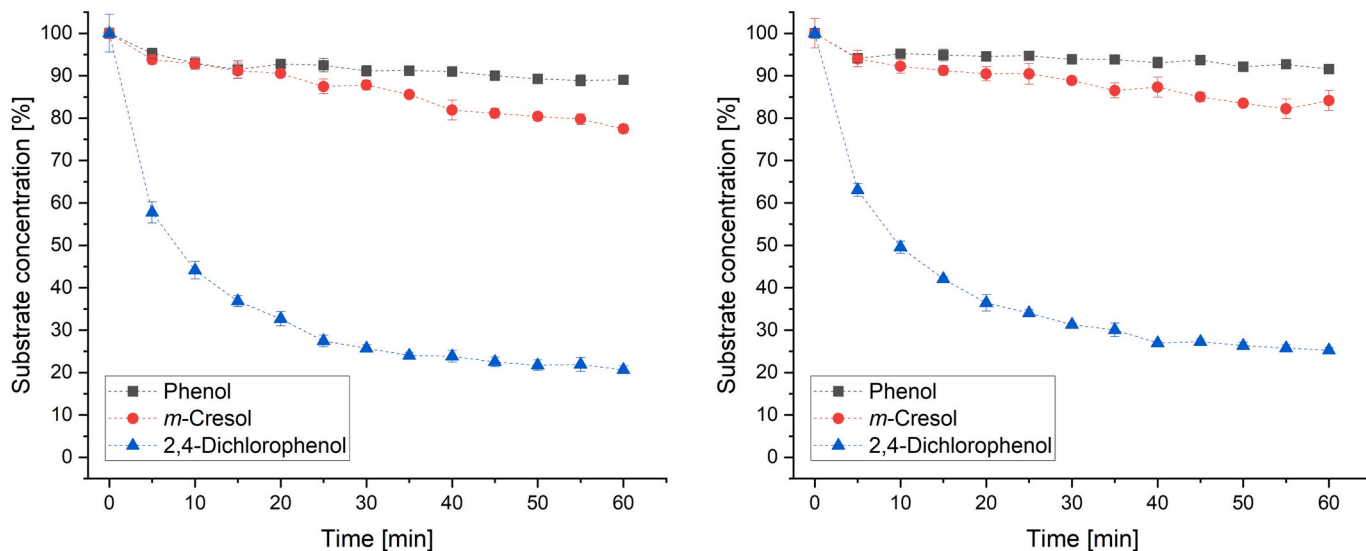 100
90
80
70
60
50
40
30
20
10
0
Substrate concentration [%]
Phenol
m-Cresol
2,4-Dichlorophenol
0 10 20 30 40 50 60
Time [min]
100
90
80
70
60
50
40
30
20
10
0
Substrate concentration [%]
Phenol
m-Cresol
2,4-Dichlorophenol
0 10 20 30 40 50 60
Time [min]